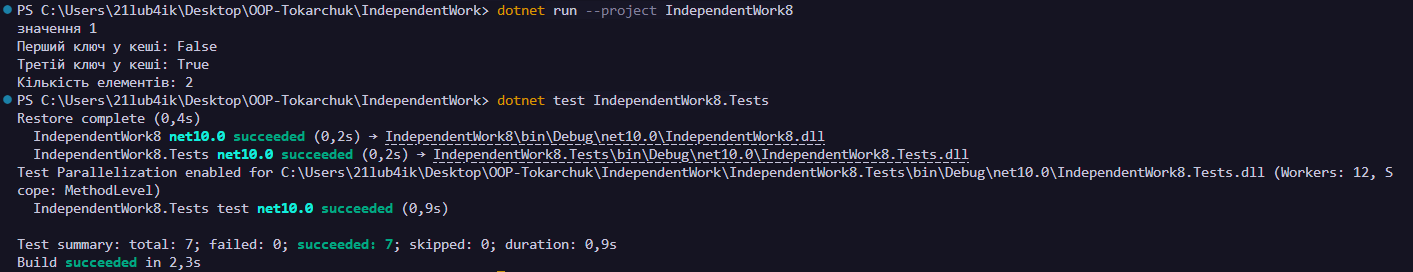 PS C:\Users\21lub4ik\Desktop\OOP-Tokarchuk\IndependentWork> dotnet run --project IndependentWork8
значення 1
Перший ключ у кеші: False
Третій ключ у кеші: True
Кількість елементів: 2
PS C:\Users\21lub4ik\Desktop\OOP-Tokarchuk\IndependentWork> dotnet test IndependentWork8.Tests
Restore complete (0,4s)
  IndependentWork8 net10.0 succeeded (0,2s) → IndependentWork8\bin\Debug\net10.0\IndependentWork8.dll
  IndependentWork8.Tests net10.0 succeeded (0,2s) → IndependentWork8.Tests\bin\Debug\net10.0\IndependentWork8.Tests.dll
Test Parallelization enabled for C:\Users\21lub4ik\Desktop\OOP-Tokarchuk\IndependentWork\IndependentWork8.Tests\bin\Debug\net10.0\IndependentWork8.Tests.dll (Workers: 12, S
cope: MethodLevel)
  IndependentWork8.Tests test net10.0 succeeded (0,9s)
Test summary: total: 7; failed: 0; succeeded: 7; skipped: 0; duration: 0,9s
Build succeeded in 2,3s